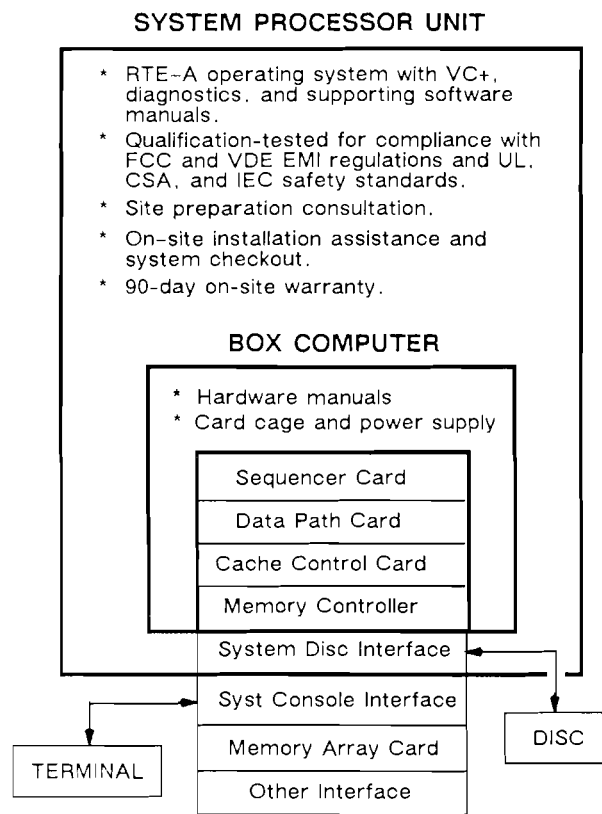 SYSTEM PROCESSOR UNIT
* RTE-A operating system with VC+,
diagnostics, and supporting software
manuals.
* Qualification-tested for compliance with
FCC and VDE EMI regulations and UL,
CSA, and IEC safety standards.
* Site preparation consultation.
* On-site installation assistance and
system checkout.
* 90-day on-site warranty.
BOX COMPUTER
* Hardware manuals
* Card cage and power supply
Sequencer Card
Data Path Card
Cache Control Card
Memory Controller
System Disc Interface
Syst Console Interface
Memory Array Card
Other Interface
TERMINAL
DISC